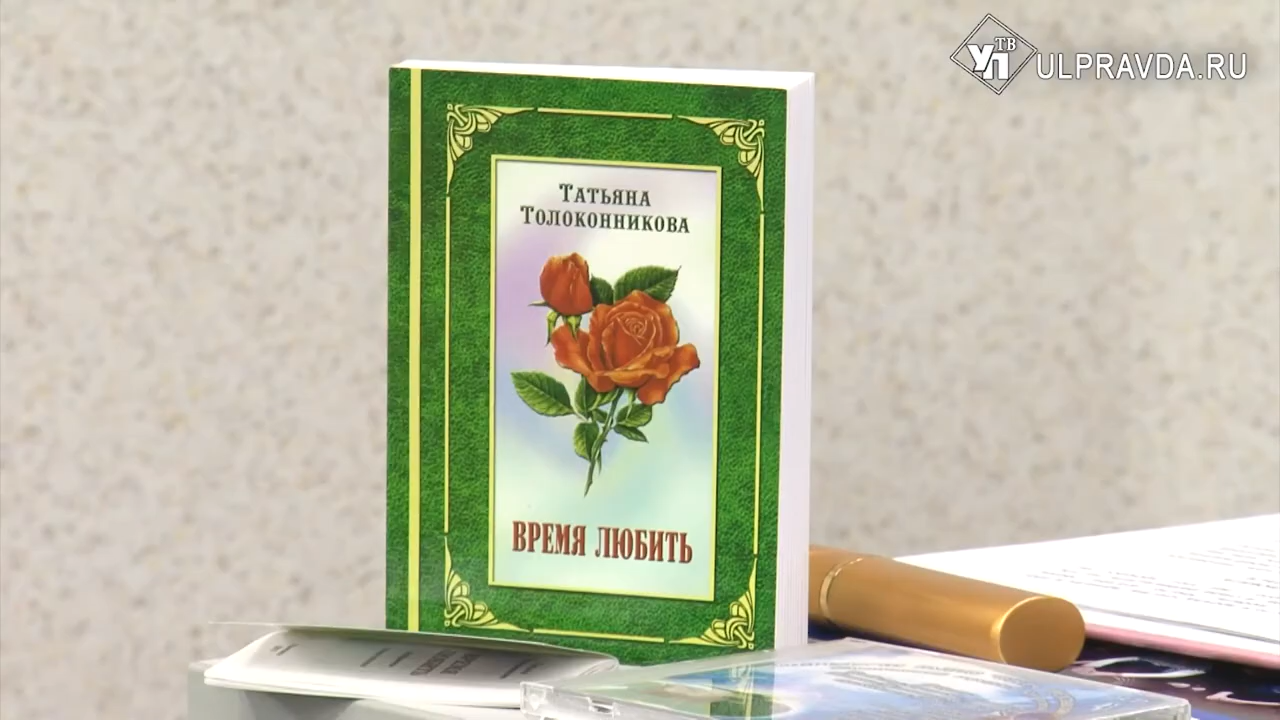 ТВ
УП
ULPRAVDA.RU
Татьяна
Толоконникова
ВРЕМЯ ЛЮБИТЬ